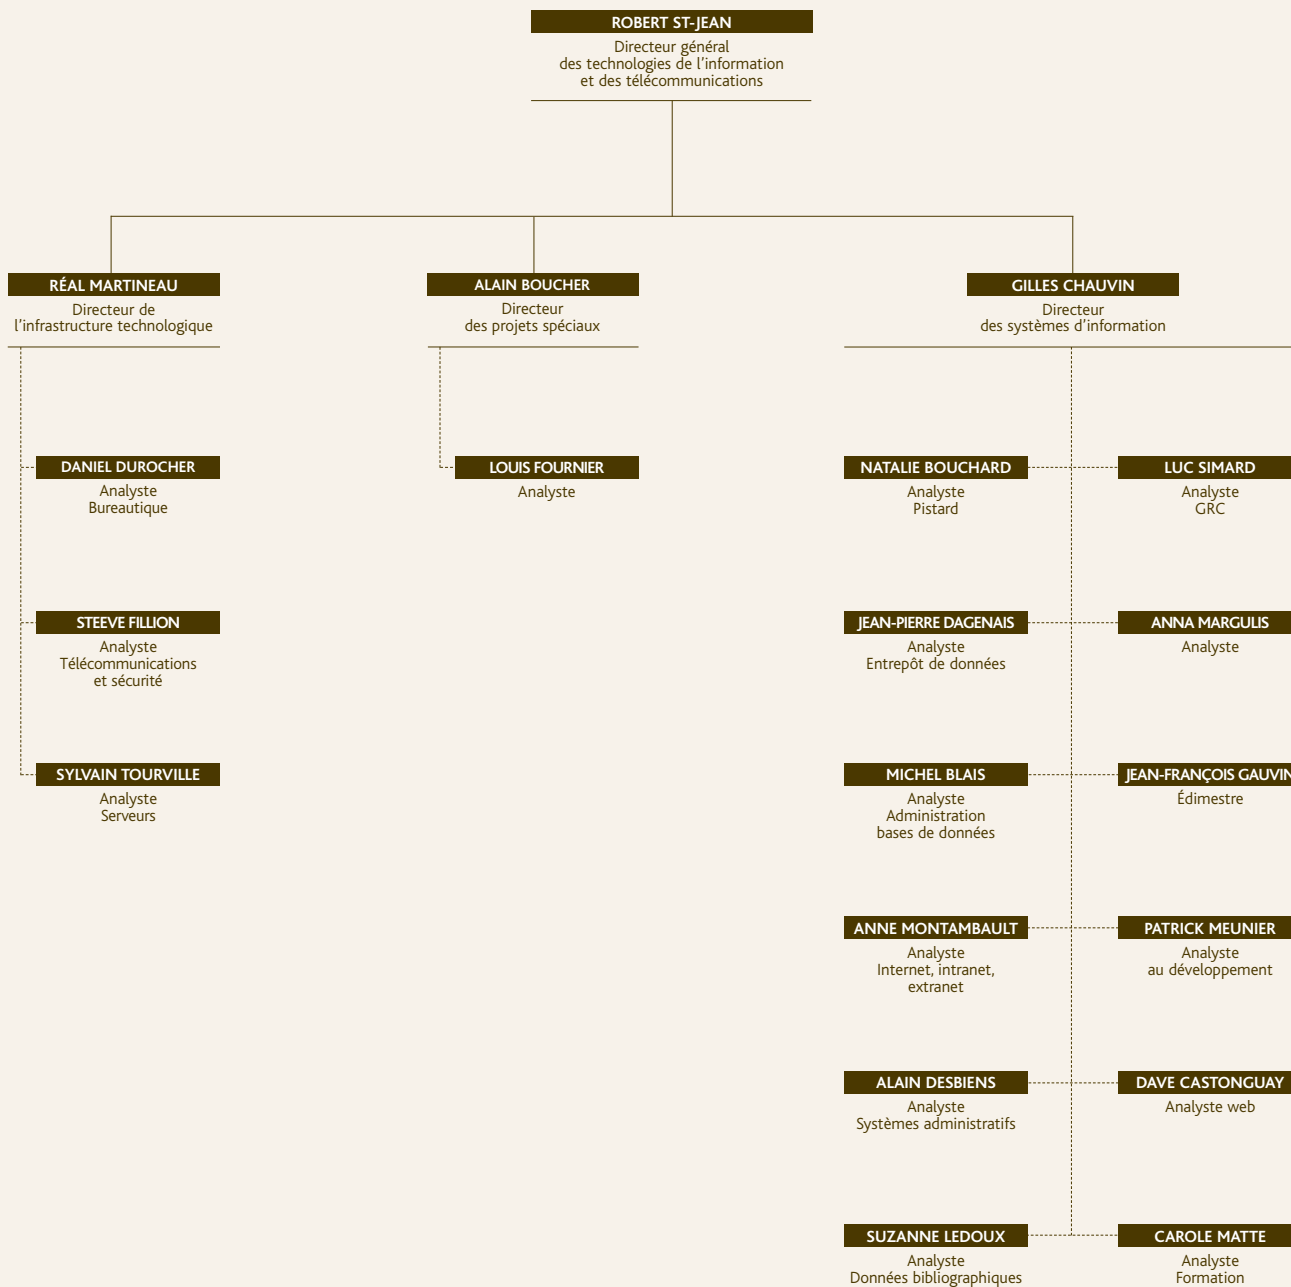 ROBERT ST-JEAN
Directeur général
des technologies de l'information
et des télécommunications
RÉAL MARTINEAU
Directeur de
l'infrastructure technologique
ALAIN BOUCHER
Directeur
des projets spéciaux
GILLES CHAUVIN
Directeur
des systèmes d'information
DANIEL DUROCHER
Analyste
Bureautique
LOUIS FOURNIER
Analyste
NATALIE BOUCHARD
Analyste
Pistard
LUC SIMARD
Analyste
GRC
STEEVE FILLION
Analyste
Télécommunications
et sécurité
JEAN-PIERRE DAGENAIS
Analyste
Entrepôt de données
ANNA MARGULIS
Analyste
SYLVAIN TOURVILLE
Analyste
Serveurs
MICHEL BLAIS
Analyste
Administration
bases de données
JEAN-FRANÇOIS GAUVIN
Édimestre
ANNE MONTAMBAULT
Analyste
Internet, intranet,
extranet
PATRICK MEUNIER
Analyste
au développement
ALAIN DESBIENS
Analyste
Systèmes administratifs
DAVE CASTONGUAY
Analyste web
SUZANNE LEDOUX
Analyste
Données bibliographiques
CAROLE MATTE
Analyste
Formation